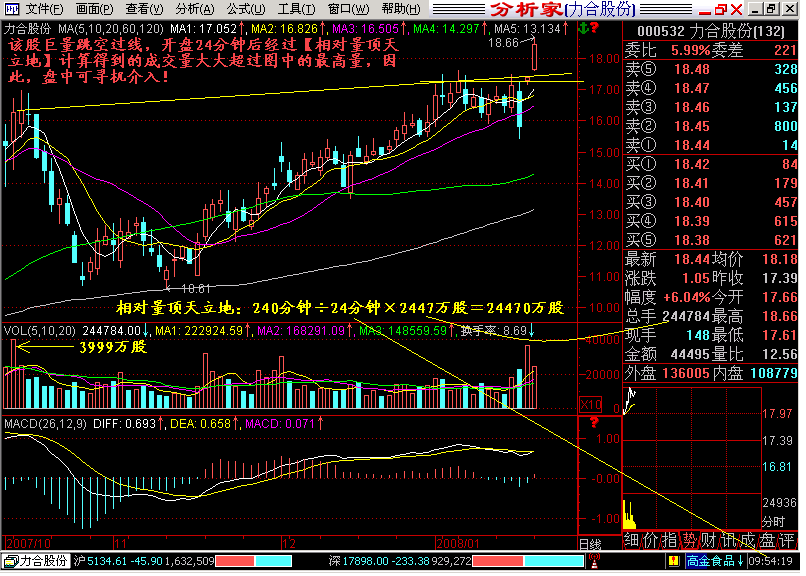 文件(F) 画面(P) 查看(V) 分析(A) 公式(U) 工具(T) 窗口(W) 帮助(H) 分析家(力合股份)
力合股份 MA(5,10,20,60,120) MA1: 17.052↑, MA2: 16.826↑, MA3: 16.505↑, MA4: 14.297↑, MA5: 13.134↑ ?
该股巨量跳空过线，开盘24分钟后经过【相对量顶天
立地】计算得到的成交量大大超过图中的最高量，因
此，盘中可寻机介入！
18.66
18.00
17.00
16.00
15.00
14.00
13.00
12.00
11.00
10.00
10.61
相对量顶天立地：240分钟÷24分钟×2447万股＝24470万股
VOL(5,10,20) 244784.00↓, MA1: 222924.59↑, MA2: 168291.09↑, MA3: 148559.59↑, 换手率: 8.69↓
3999万股
40000
20000
X10
MACD(26,12,9) DIFF: 0.693↑, DEA: 0.658↑, MACD: 0.071↑ ?
1.00
-0.00
-1.00
2007/10 11 12 2008/01 日线
000532 力合股份(132)
委比 5.99% 委差 221
卖⑤ 18.48 328
卖④ 18.47 456
卖③ 18.46 137
卖② 18.45 800
卖① 18.44 14
买① 18.42 84
买② 18.41 179
买③ 18.40 457
买④ 18.39 615
买⑤ 18.38 621
最新 18.44 均价 18.18
涨跌 1.05 昨收 17.39
幅度 +6.04% 今开 17.66
总手 244784 最高 18.66
现手 148 最低 17.61
金额 44495 量比 12.56
外盘 136005 内盘 108779
17.97
17.39
16.81
24936
分时
细 价 指 势 财 讯 成 盘 评
力合股份 沪 5134.61 -45.90 1,632,509 深 17898.00 -233.38 929,272 高金食品↓ 09:54:19